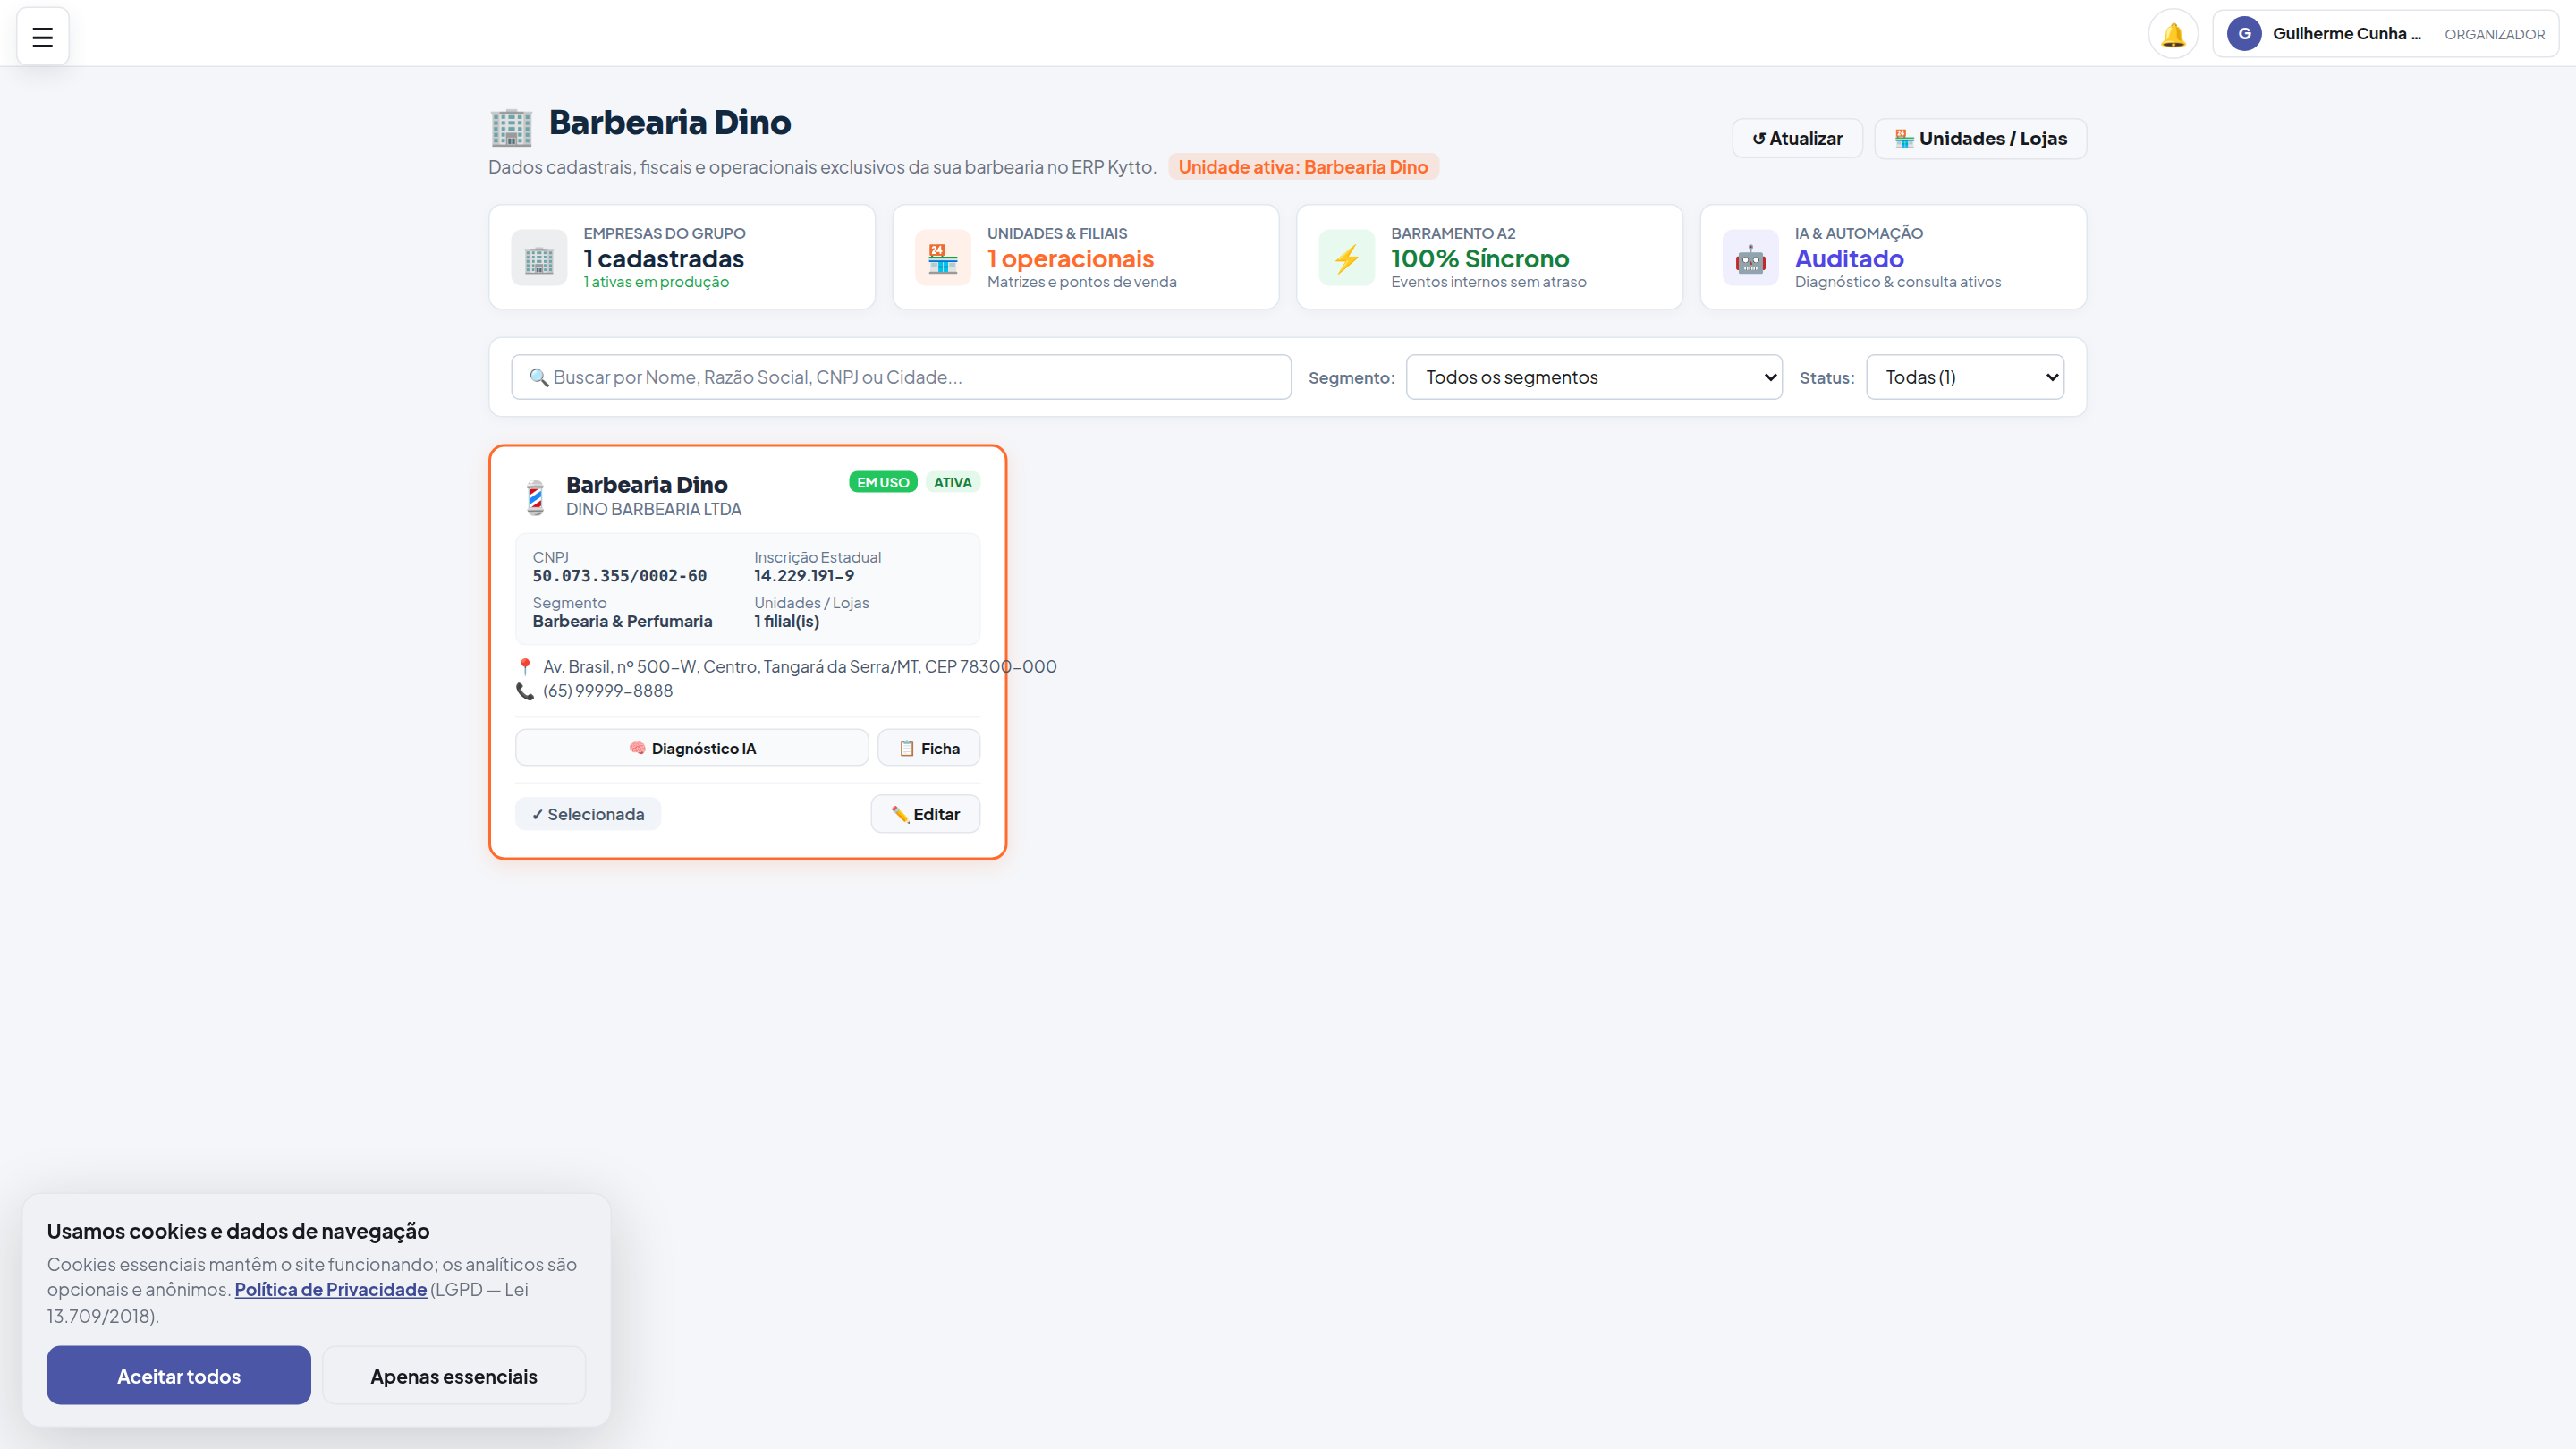 ☰
🔔
G Guilherme Cunha ... ORGANIZADOR
🏢 Barbearia Dino
↺ Atualizar
🏪 Unidades / Lojas
Dados cadastrais, fiscais e operacionais exclusivos da sua barbearia no ERP Kytto. Unidade ativa: Barbearia Dino
EMPRESAS DO GRUPO
1 cadastradas
1 ativas em produção
UNIDADES & FILIAIS
1 operacionais
Matrizes e pontos de venda
BARRAMENTO A2
100% Síncrono
Eventos internos sem atraso
IA & AUTOMAÇÃO
Auditado
Diagnóstico & consulta ativos
🔍 Buscar por Nome, Razão Social, CNPJ ou Cidade...
Segmento: Todos os segmentos
Status: Todas (1)
Barbearia Dino
EM USO ATIVA
DINO BARBEARIA LTDA
CNPJ
50.073.355/0002-60
Inscrição Estadual
14.229.191-9
Segmento
Barbearia & Perfumaria
Unidades / Lojas
1 filial(is)
📍 Av. Brasil, nº 500-W, Centro, Tangará da Serra/MT, CEP 78300-000
📞 (65) 99999-8888
🧠 Diagnóstico IA
📋 Ficha
✓ Selecionada
✏️ Editar
Usamos cookies e dados de navegação
Cookies essenciais mantêm o site funcionando; os analíticos são
opcionais e anônimos. Política de Privacidade (LGPD — Lei
13.709/2018).
Aceitar todos
Apenas essenciais